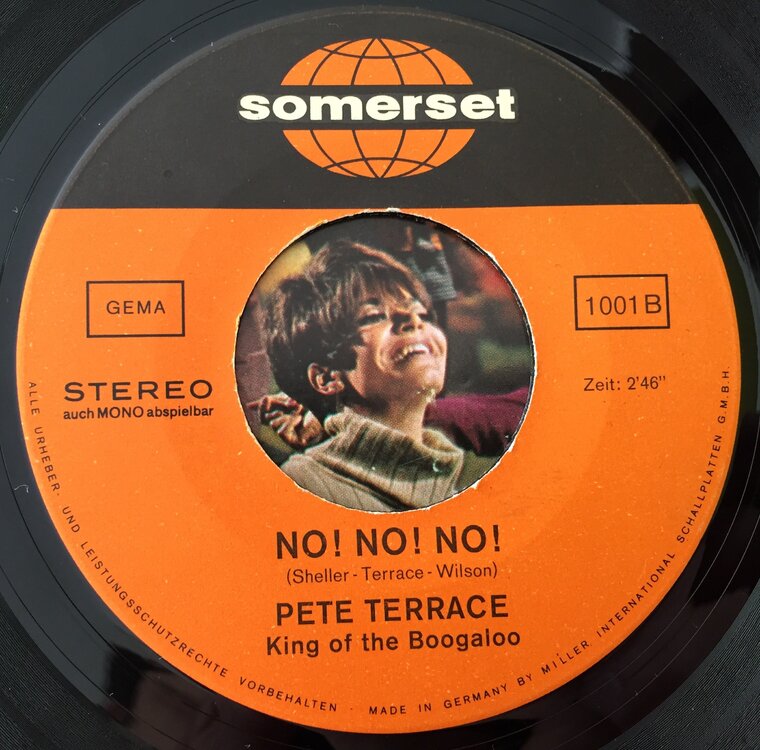 somerset
GEMA
1001 B
STEREO
auch MONO abspielbar
Zeit: 2'46"
NO! NO! NO!
(Sheller - Terrace - Wilson)
PETE TERRACE
King of the Boogaloo
ALLE URHEBER- UND LEISTUNGSSCHUTZRECHTE VORBEHALTEN · MADE IN GERMANY BY MILLER INTERNATIONAL SCHALLPLATTEN G.M.B.H.